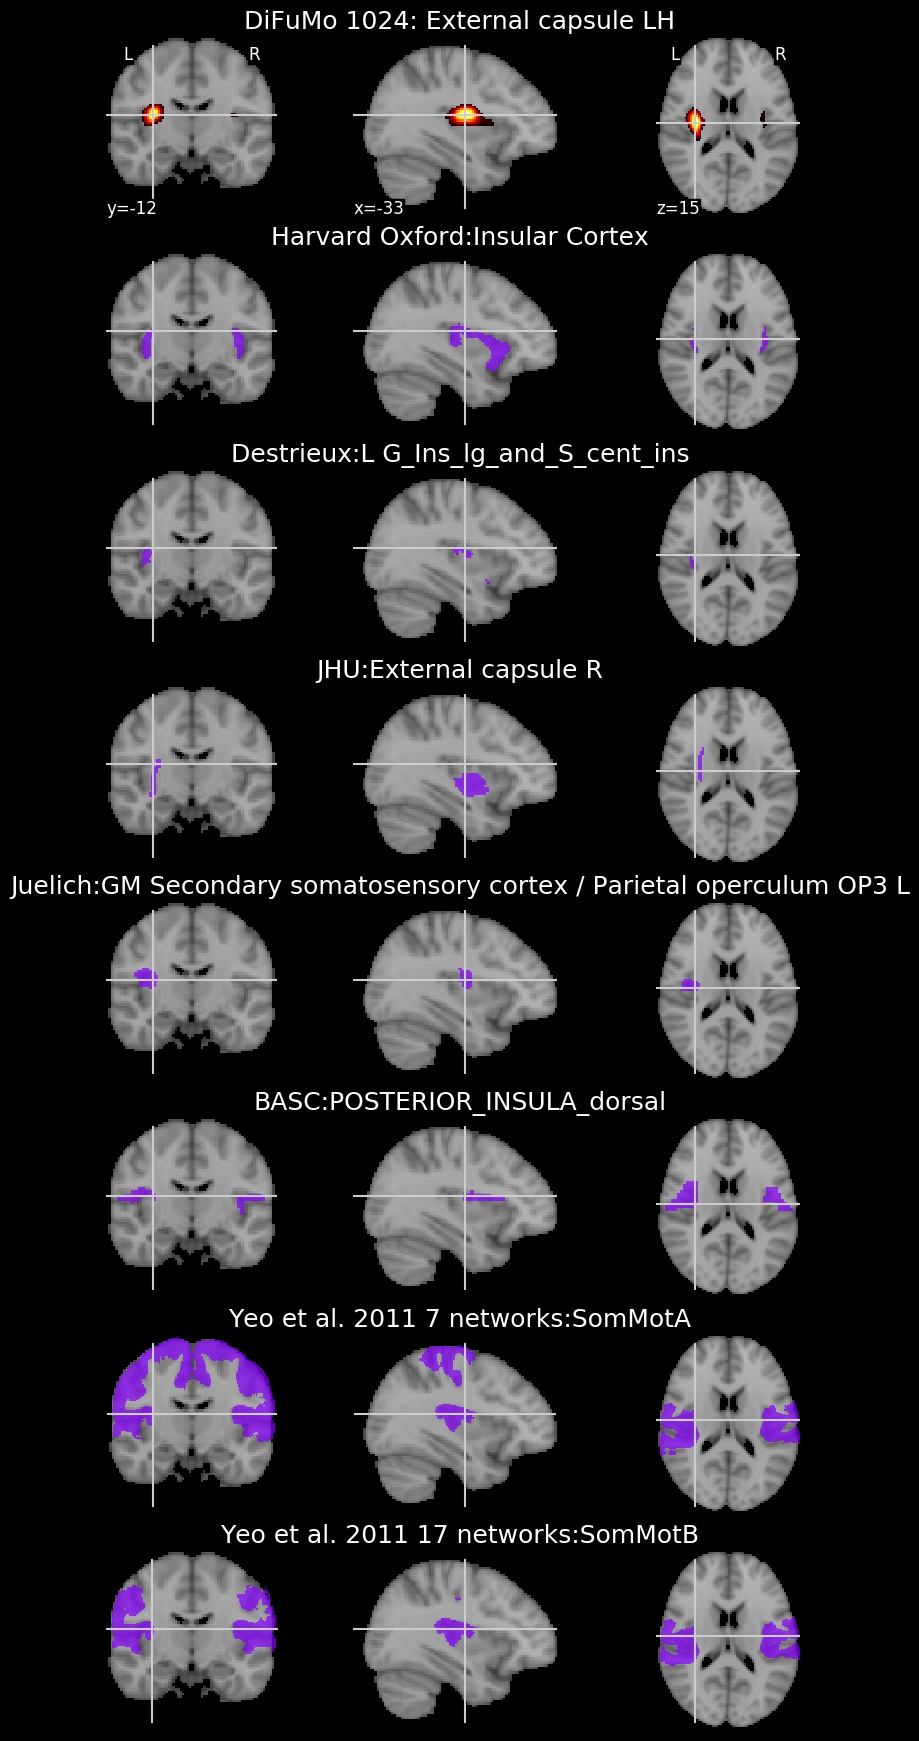 DiFuMo 1024: External capsule LH
L R L R
y=-12 x=-33 z=15
Harvard Oxford:Insular Cortex
Destrieux:L G_Ins_lg_and_S_cent_ins
JHU:External capsule R
Juelich:GM Secondary somatosensory cortex / Parietal operculum OP3 L
BASC:POSTERIOR_INSULA_dorsal
Yeo et al. 2011 7 networks:SomMotA
Yeo et al. 2011 17 networks:SomMotB